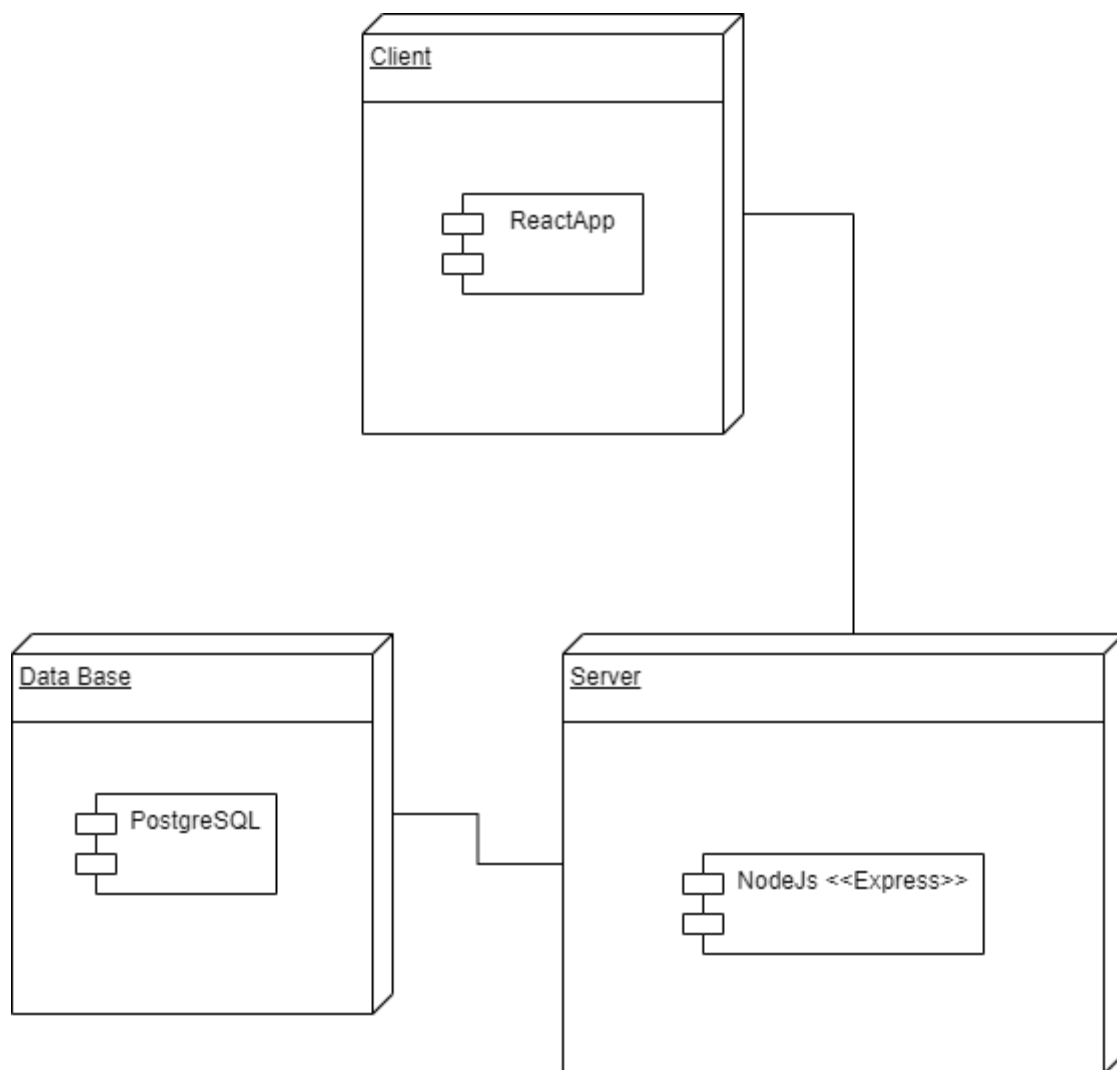 Client
ReactApp
Data Base
Server
PostgreSQL
NodeJs <<Express>>